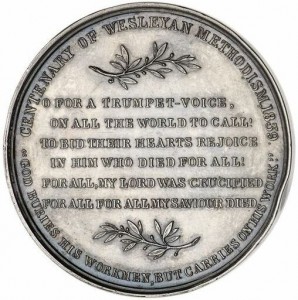 CENTENARY OF WESLEYAN METHODISM, 1839.
TO FOR A TRUMPET-VOICE,
ON ALL THE WORLD TO CALL!
TO BID THEIR HEARTS REJOICE
IN HIM WHO DIED FOR ALL!
FOR ALL, MY LORD WAS CRUCIFIED
FOR ALL FOR ALL MY SAVIOUR DIED
"GOD BURIES HIS WORKMEN, BUT CARRIES ON HIS WORK."